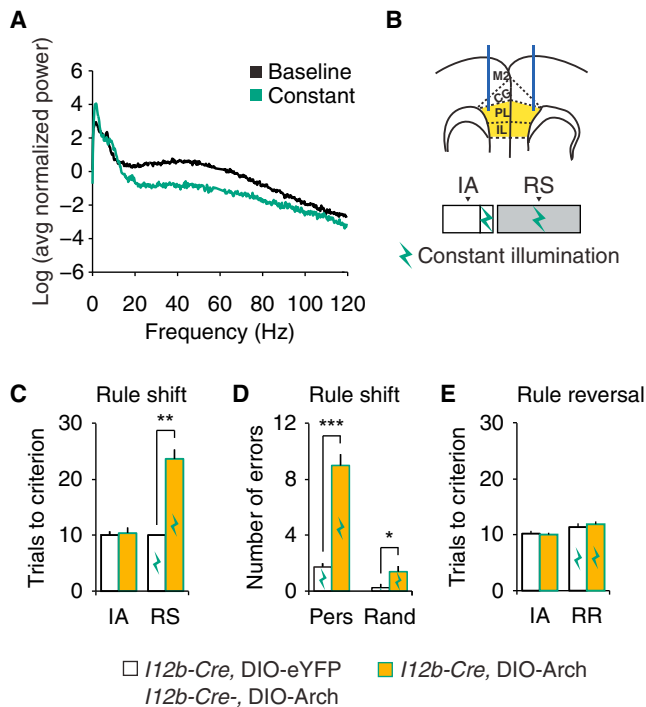 A
Log (avg normalized power)
6
4
2
0
−2
−4
−6
Baseline
Constant
0 20 40 60 80 100 120
Frequency (Hz)
B
M2
CG
PL
IL
IA RS
Constant illumination
C
Rule shift
Trials to criterion
30
20
10
0
**
IA RS
D
Rule shift
Number of errors
12
8
4
0
***
*
Pers Rand
E
Rule reversal
Trials to criterion
30
20
10
0
IA RR
I12b-Cre, DIO-eYFP
I12b-Cre-, DIO-Arch
I12b-Cre, DIO-Arch